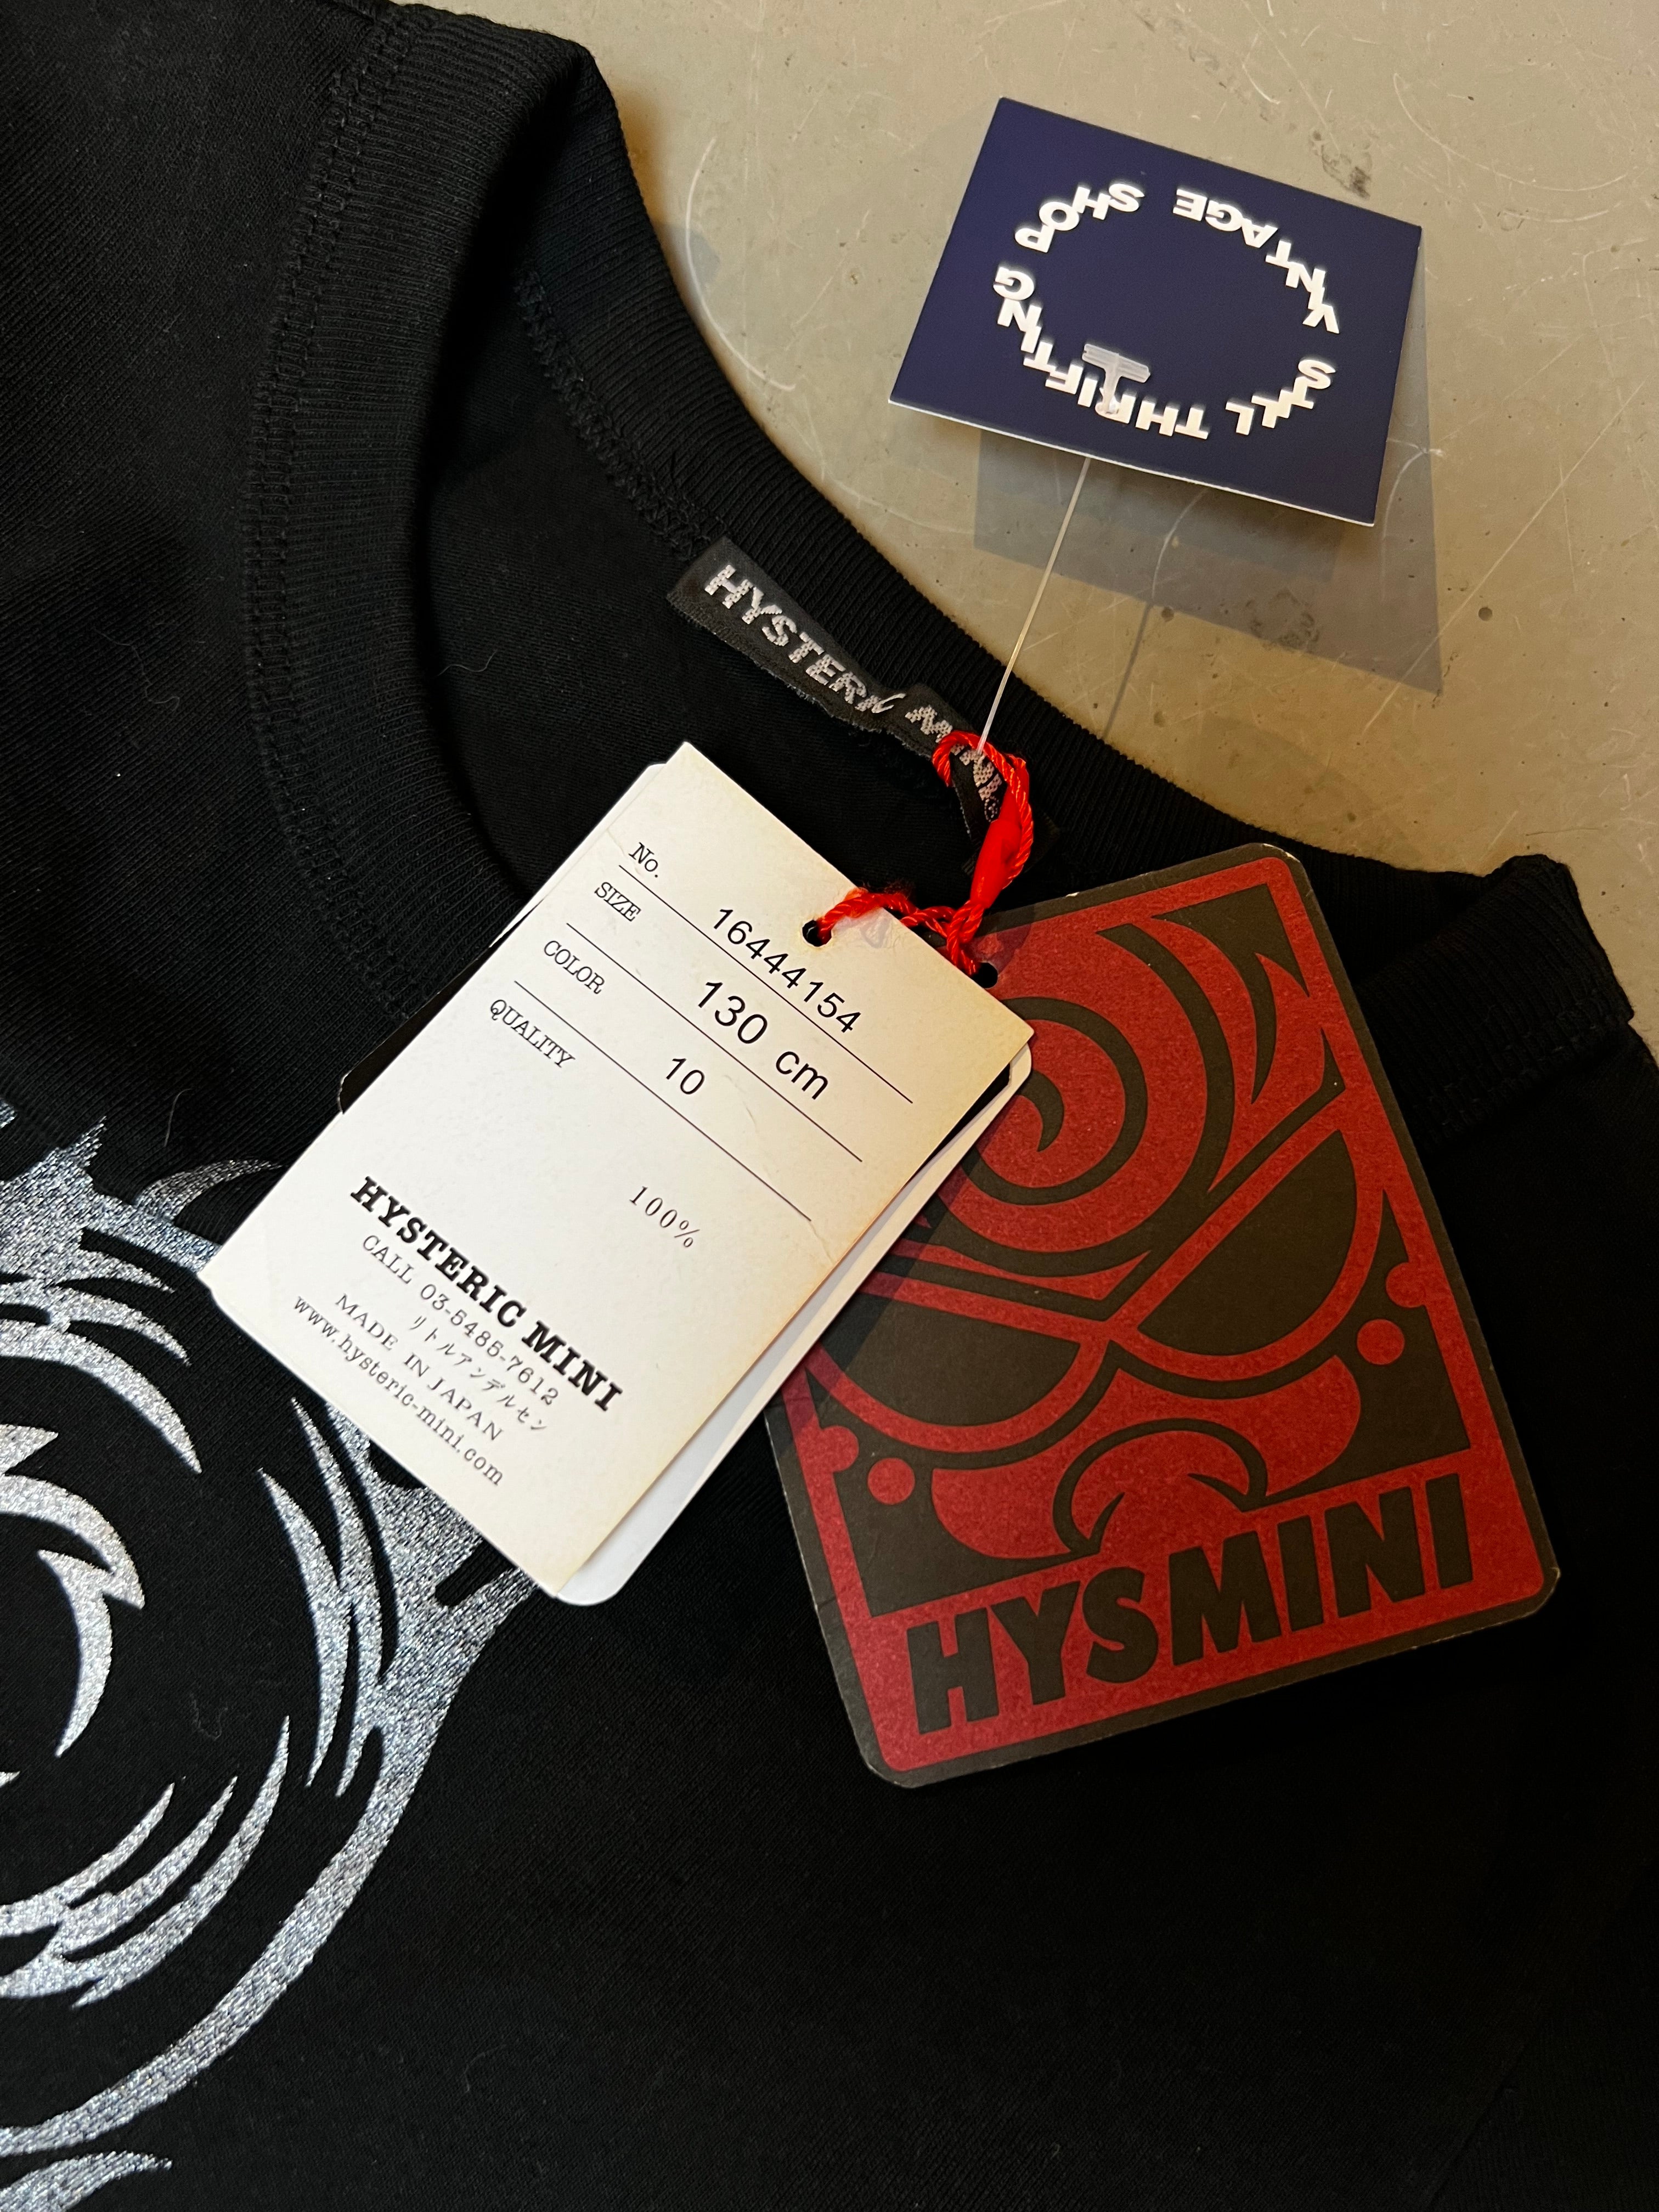 STILL THRIFTING
VINTAGE SHOP
HYSTERIC MINI
No. 16444154
SIZE 130 cm
COLOR 10
QUALITY
100%
HYSTERIC MINI
CALL 03-5485-7612
リトルアンデルセン
MADE IN JAPAN
www.hysteric-mini.com
HYSMINI